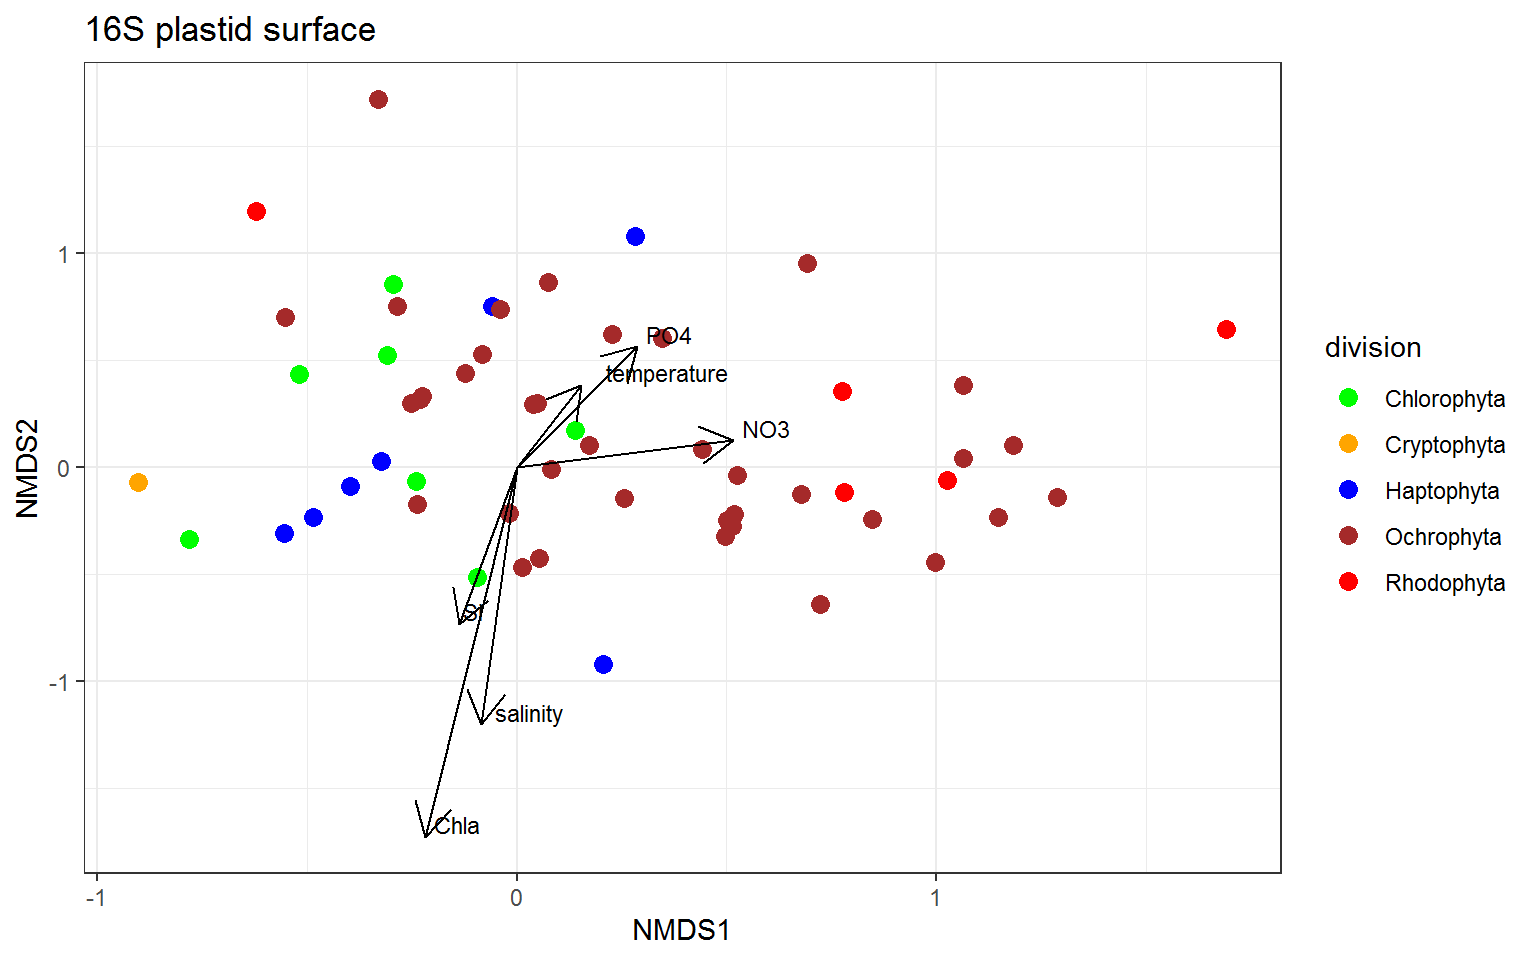 16S plastid surface
NMDS2
1
0
-1
PO4
temperature
NO3
Si
salinity
Chla
-1
0
1
NMDS1
division
Chlorophyta
Cryptophyta
Haptophyta
Ochrophyta
Rhodophyta